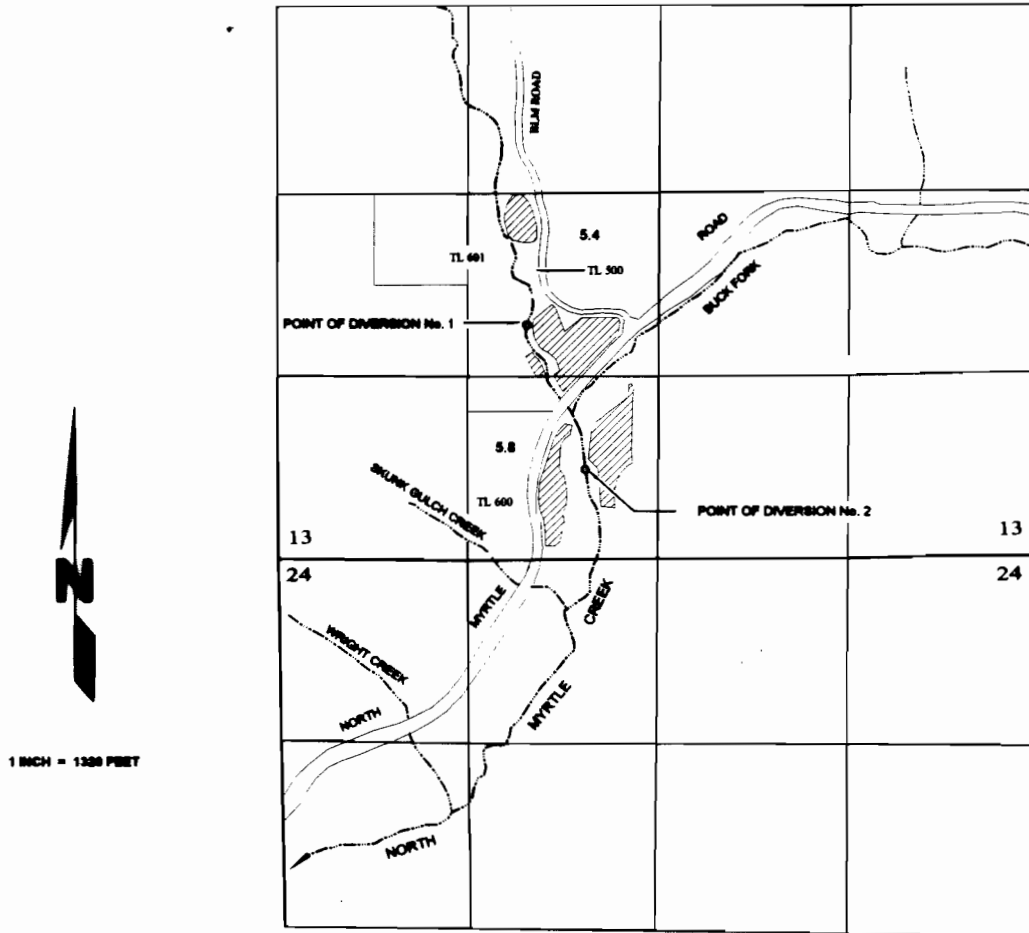 BLM ROAD
5.4
ROAD
TL 601
TL 500
BUCK FORK
POINT OF DIVERSION No. 1
5.8
SKUNK GULCH CREEK
TL 600
POINT OF DIVERSION No. 2
13
13
24
24
N
MYRTLE
CREEK
WRIGHT CREEK
MYRTLE
NORTH
1 INCH = 1320 FEET
NORTH